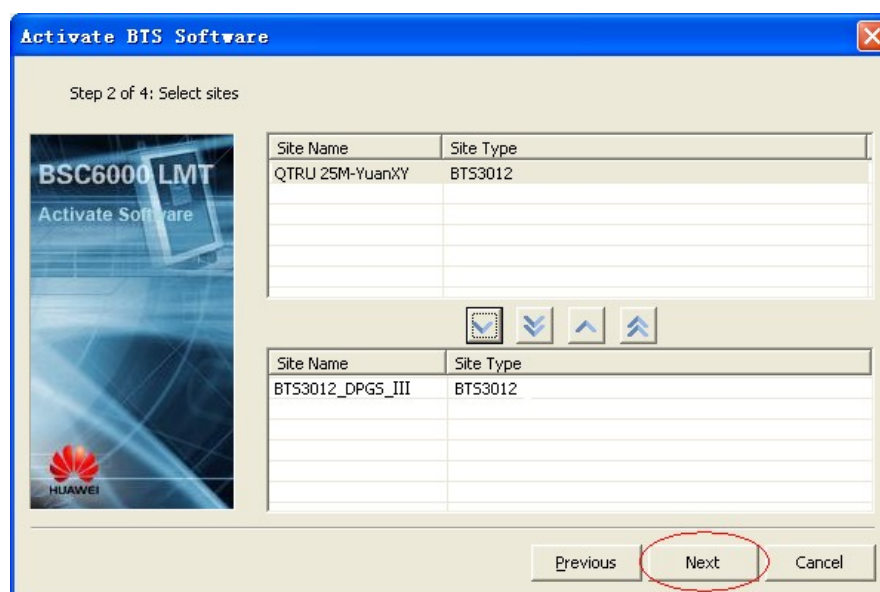 Activate BTS Software
Step 2 of 4: Select sites
BSC6000 LMT
Activate Software
HUAWEI
Site Name Site Type
QTRU 25M-YuanXY BTS3012
Site Name Site Type
BTS3012_DPGS_III BTS3012
Previous Next Cancel